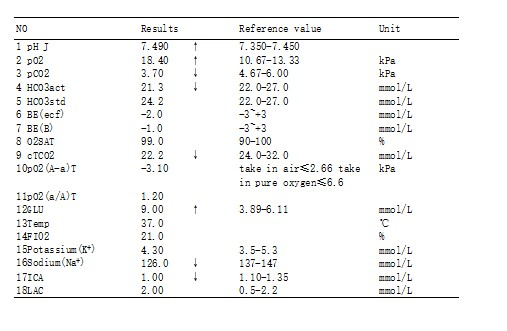 NO Results Reference value Unit
1 pH J 7.490 ↑ 7.350-7.450
2 pO2 18.40 ↑ 10.67-13.33 kPa
3 pCO2 3.70 ↓ 4.67-6.00 kPa
4 HCO3act 21.3 ↓ 22.0-27.0 mmol/L
5 HCO3std 24.2 22.0-27.0 mmol/L
6 BE(ecf) -2.0 -3~+3 mmol/L
7 BE(B) -1.0 -3~+3 mmol/L
8 O2SAT 99.0 90-100 %
9 cTCO2 22.2 ↓ 24.0-32.0 mmol/L
10pO2(A-a)T -3.10 take in air≤2.66 take kPa
in pure oxygen≤6.6
11pO2(a/A)T 1.20
12GLU 9.00 ↑ 3.89-6.11 mmol/L
13Temp 37.0 ℃
14FIO2 21.0 %
15Potassium(K⁺) 4.30 3.5-5.3 mmol/L
16Sodium(Na⁺) 126.0 ↓ 137-147 mmol/L
17ICA 1.00 ↓ 1.10-1.35 mmol/L
18LAC 2.00 0.5-2.2 mmol/L